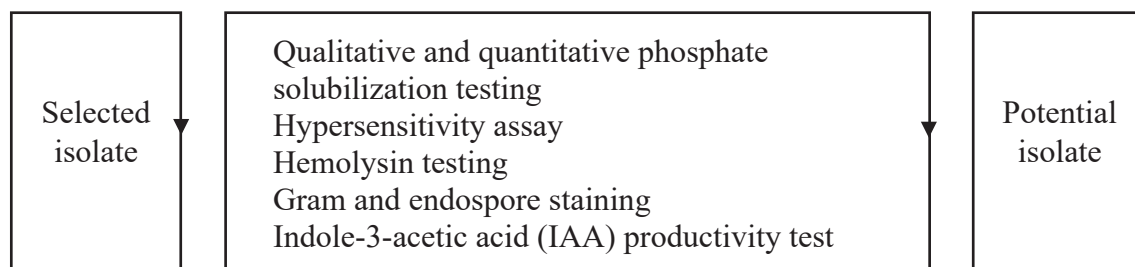 Selected
isolate
Qualitative and quantitative phosphate
solubilization testing
Hypersensitivity assay
Hemolysin testing
Gram and endospore staining
Indole-3-acetic acid (IAA) productivity test
Potential
isolate